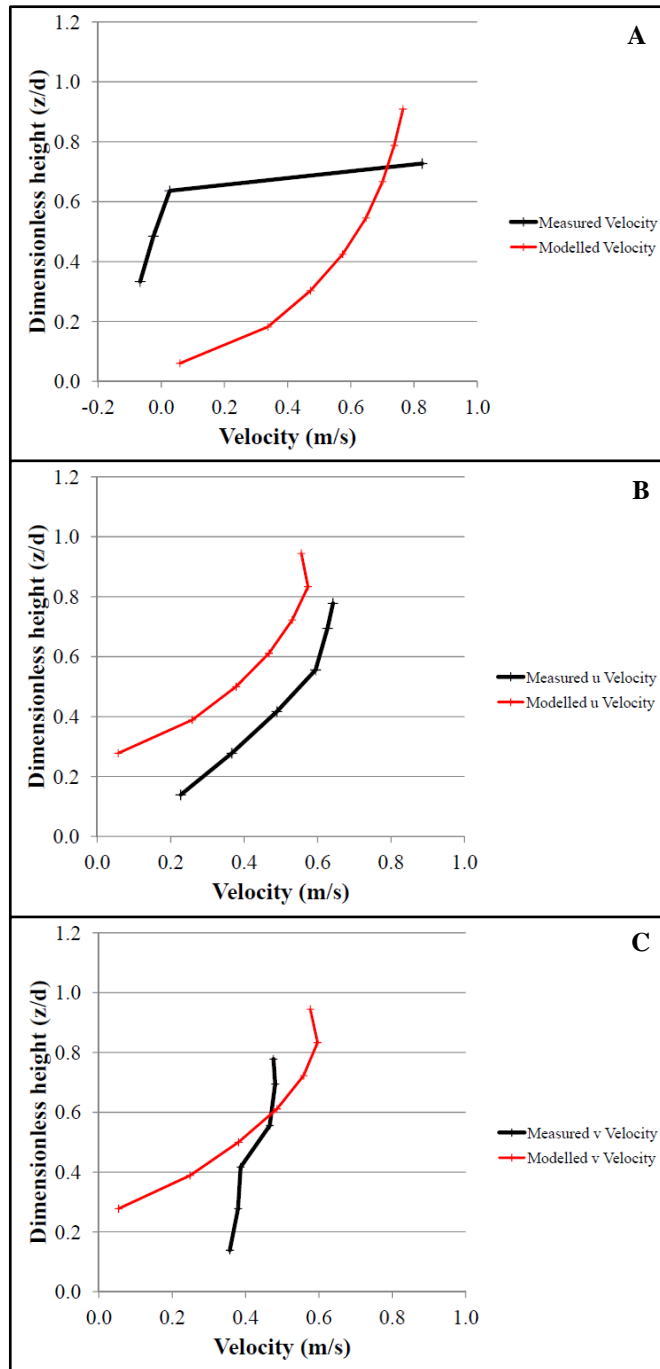 A
Dimensionless height (z/d)
1.2
1.0
0.8
0.6
0.4
0.2
0.0
-0.2 0.0 0.2 0.4 0.6 0.8 1.0
Velocity (m/s)
Measured Velocity
Modelled Velocity
B
Dimensionless height (z/d)
1.2
1.0
0.8
0.6
0.4
0.2
0.0
0.0 0.2 0.4 0.6 0.8 1.0
Velocity (m/s)
Measured u Velocity
Modelled u Velocity
C
Dimensionless height (z/d)
1.2
1.0
0.8
0.6
0.4
0.2
0.0
0.0 0.2 0.4 0.6 0.8 1.0
Velocity (m/s)
Measured v Velocity
Modelled v Velocity